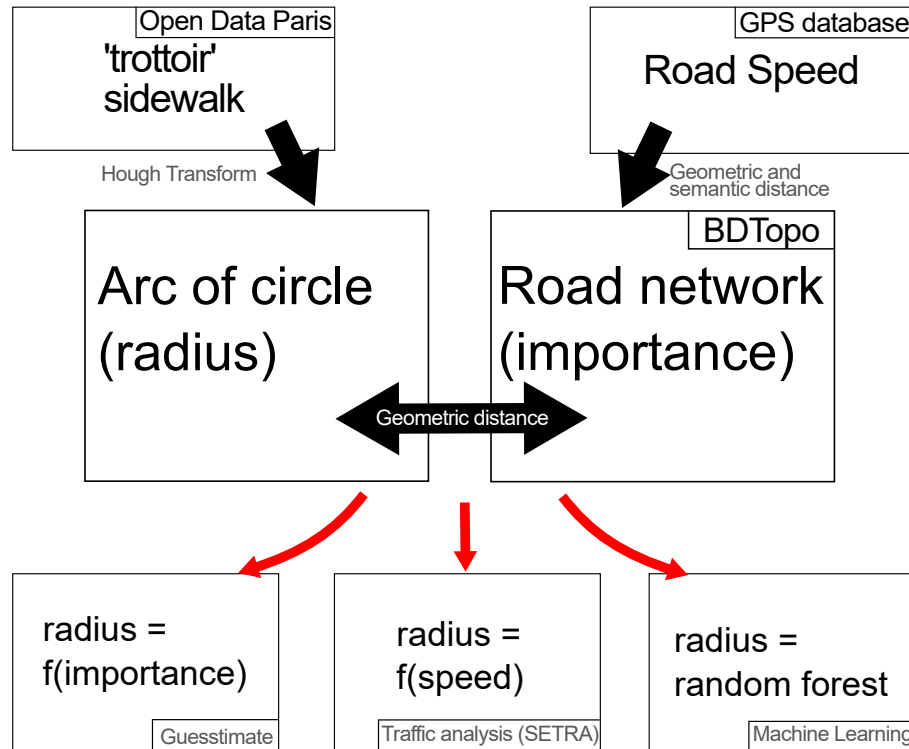 Open Data Paris
'trottoir'
sidewalk
GPS database
Road Speed
Hough Transform
Geometric and
semantic distance
BDTopo
Arc of circle
(radius)
Road network
(importance)
Geometric distance
radius =
f(importance)
Guesstimate
radius =
f(speed)
Traffic analysis (SETRA)
radius =
random forest
Machine Learning